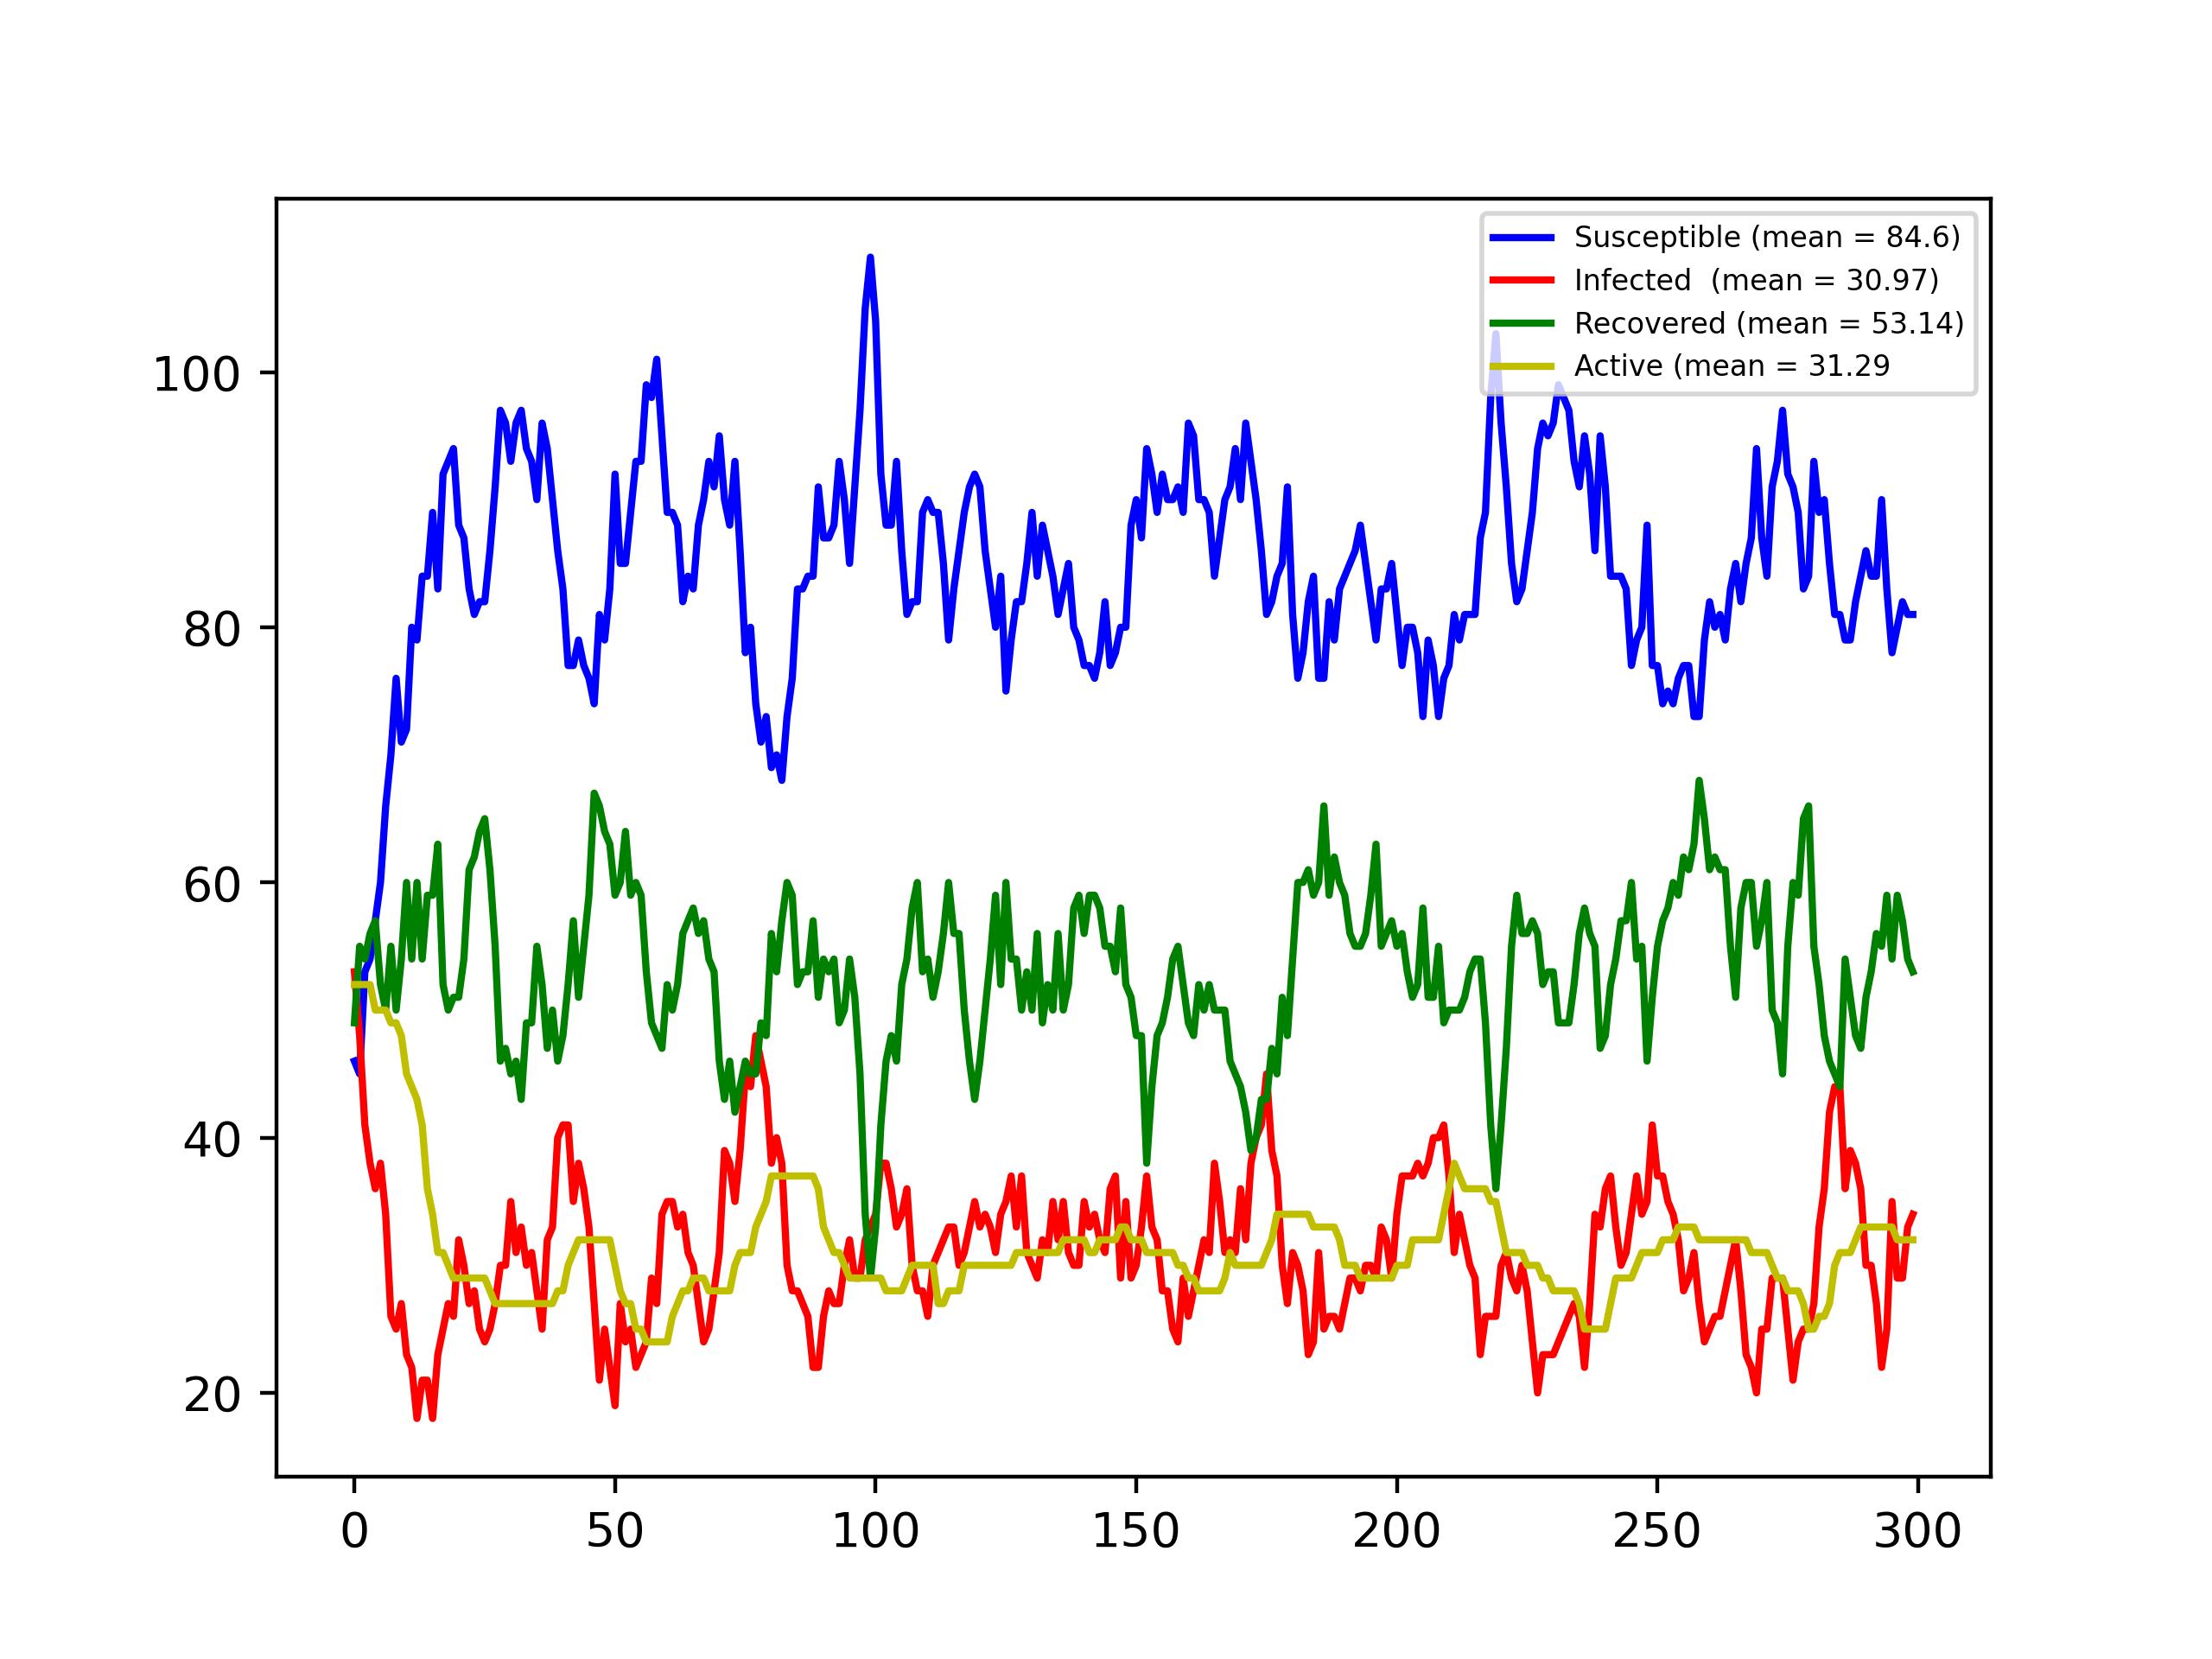 Susceptible (mean = 84.6)
Infected  (mean = 30.97)
Recovered (mean = 53.14)
Active (mean = 31.29
100
80
60
40
20
0 50 100 150 200 250 300